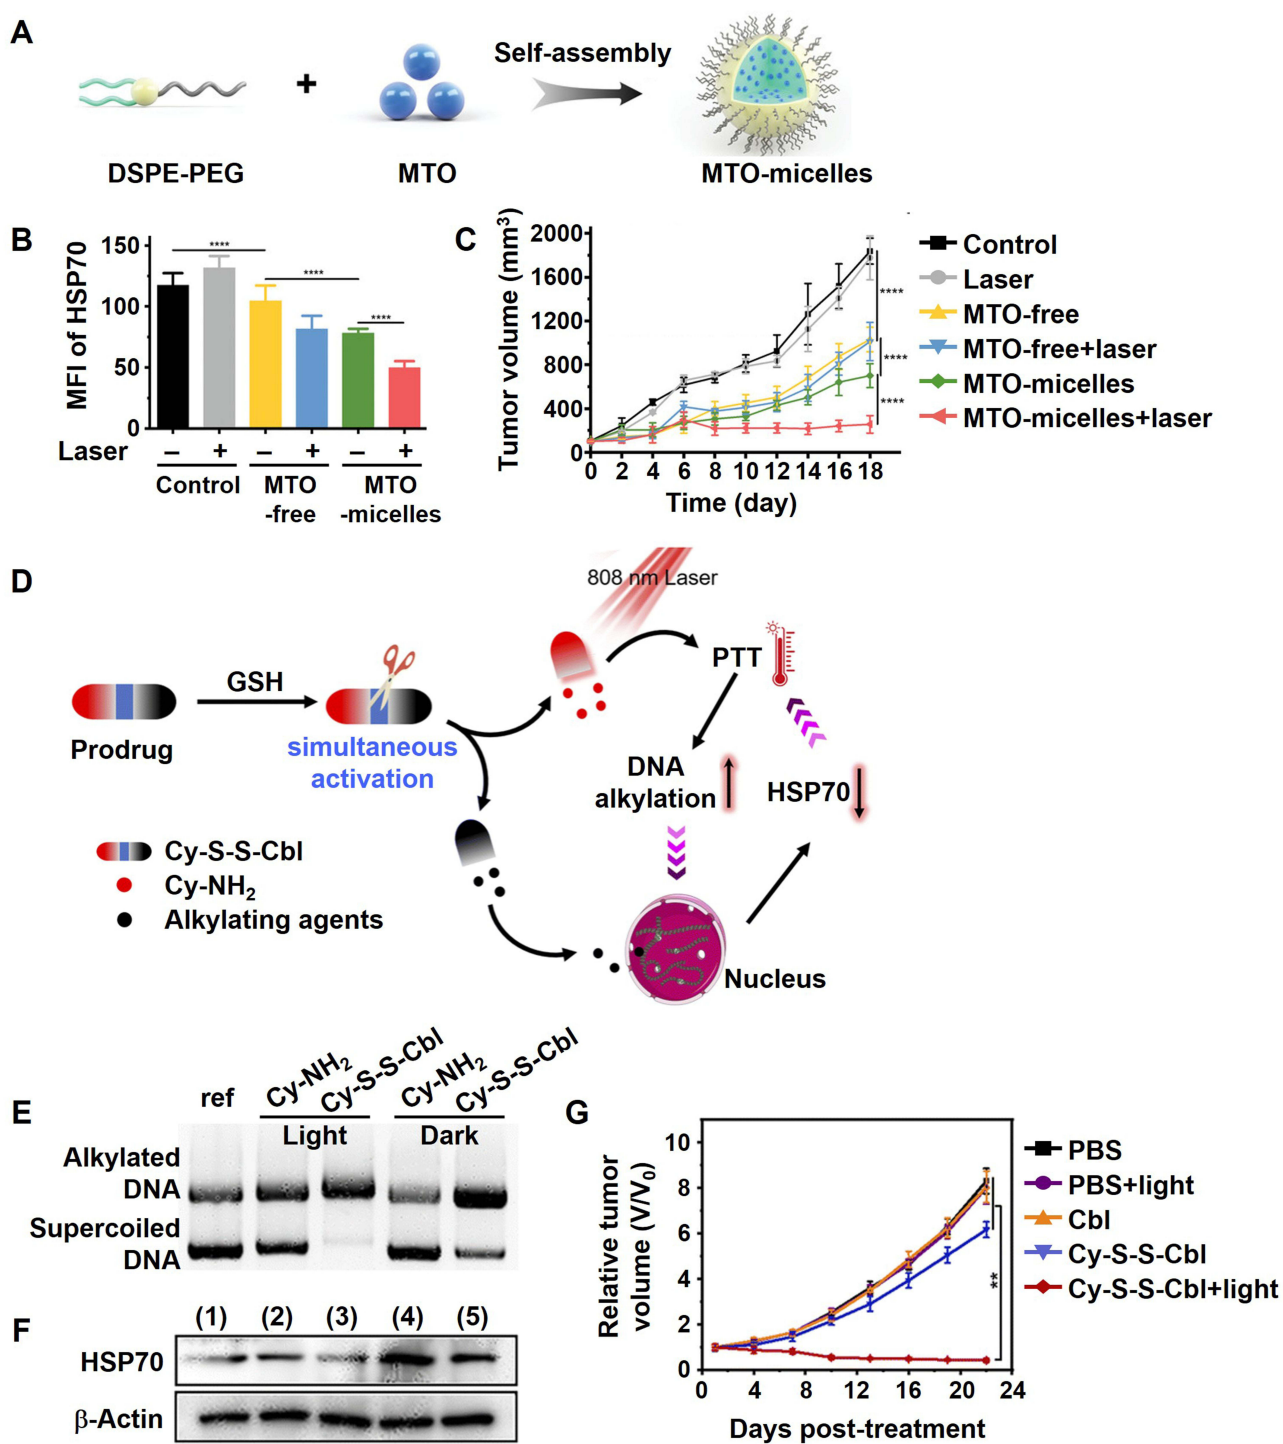 A
Self-assembly
+
DSPE-PEG
MTO
MTO-micelles
B
MFI of HSP70
150
100
50
0
****
****
****
Laser
– + – + – +
Control
MTO
-free
MTO
-micelles
C
Tumor volume (mm³)
2000
1600
1200
800
400
0
0 2 4 6 8 10 12 14 16 18
Time (day)
****
****
****
Control
Laser
MTO-free
MTO-free+laser
MTO-micelles
MTO-micelles+laser
D
808 nm Laser
PTT
GSH
Prodrug
simultaneous
activation
DNA
alkylation
HSP70
Cy-S-S-Cbl
Cy-NH₂
Alkylating agents
Nucleus
E
ref
Cy-NH₂
Cy-S-S-Cbl
Cy-NH₂
Cy-S-S-Cbl
Light
Dark
Alkylated
DNA
Supercoiled
DNA
F
(1) (2) (3) (4) (5)
HSP70
β-Actin
G
Relative tumor
volume (V/V₀)
10
8
6
4
2
0
0 4 8 12 16 20 24
Days post-treatment
**
PBS
PBS+light
Cbl
Cy-S-S-Cbl
Cy-S-S-Cbl+light